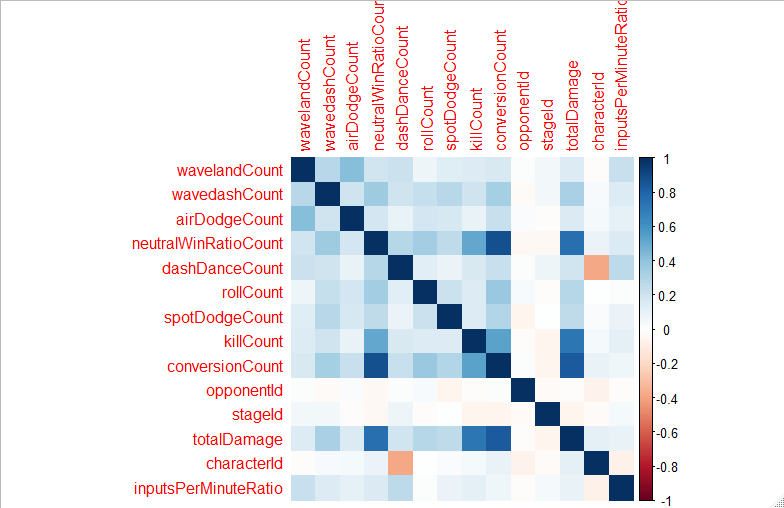 wavelandCount
wavedashCount
airDodgeCount
neutralWinRatioCoun
dashDanceCount
rollCount
spotDodgeCount
killCount
conversionCount
opponentId
stageId
totalDamage
characterId
inputsPerMinuteRatio
wavelandCount
wavedashCount
airDodgeCount
neutralWinRatioCount
dashDanceCount
rollCount
spotDodgeCount
killCount
conversionCount
opponentId
stageId
totalDamage
characterId
inputsPerMinuteRatio
1
0.8
0.6
0.4
0.2
0
-0.2
-0.4
-0.6
-0.8
-1